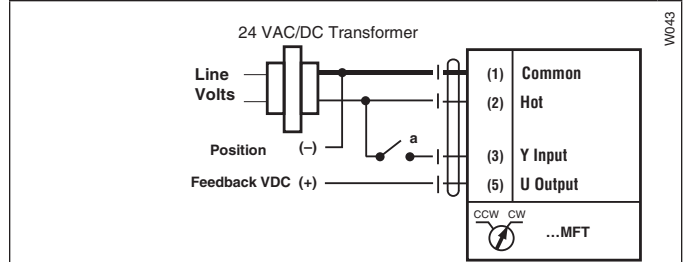 W043
24 VAC/DC Transformer
Line
Volts
(1) Common
(2) Hot
a
Position (–)
(3) Y Input
Feedback VDC (+)
(5) U Output
CCW CW
...MFT